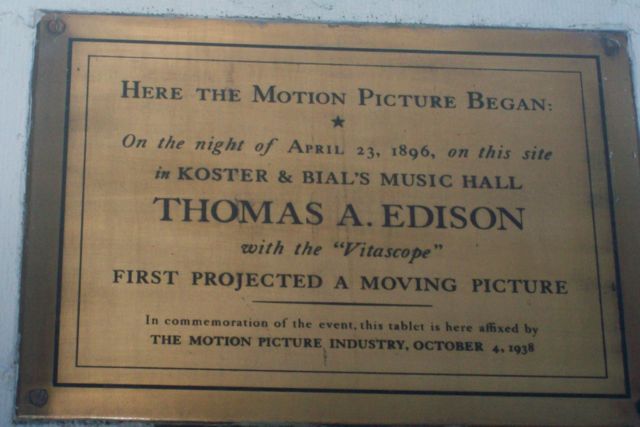 HERE THE MOTION PICTURE BEGAN:
On the night of APRIL 23, 1896, on this site
in KOSTER & BIAL'S MUSIC HALL
THOMAS A. EDISON
with the "Vitascope"
FIRST PROJECTED A MOVING PICTURE
In commemoration of the event, this tablet is here affixed by
THE MOTION PICTURE INDUSTRY, OCTOBER 4, 1938